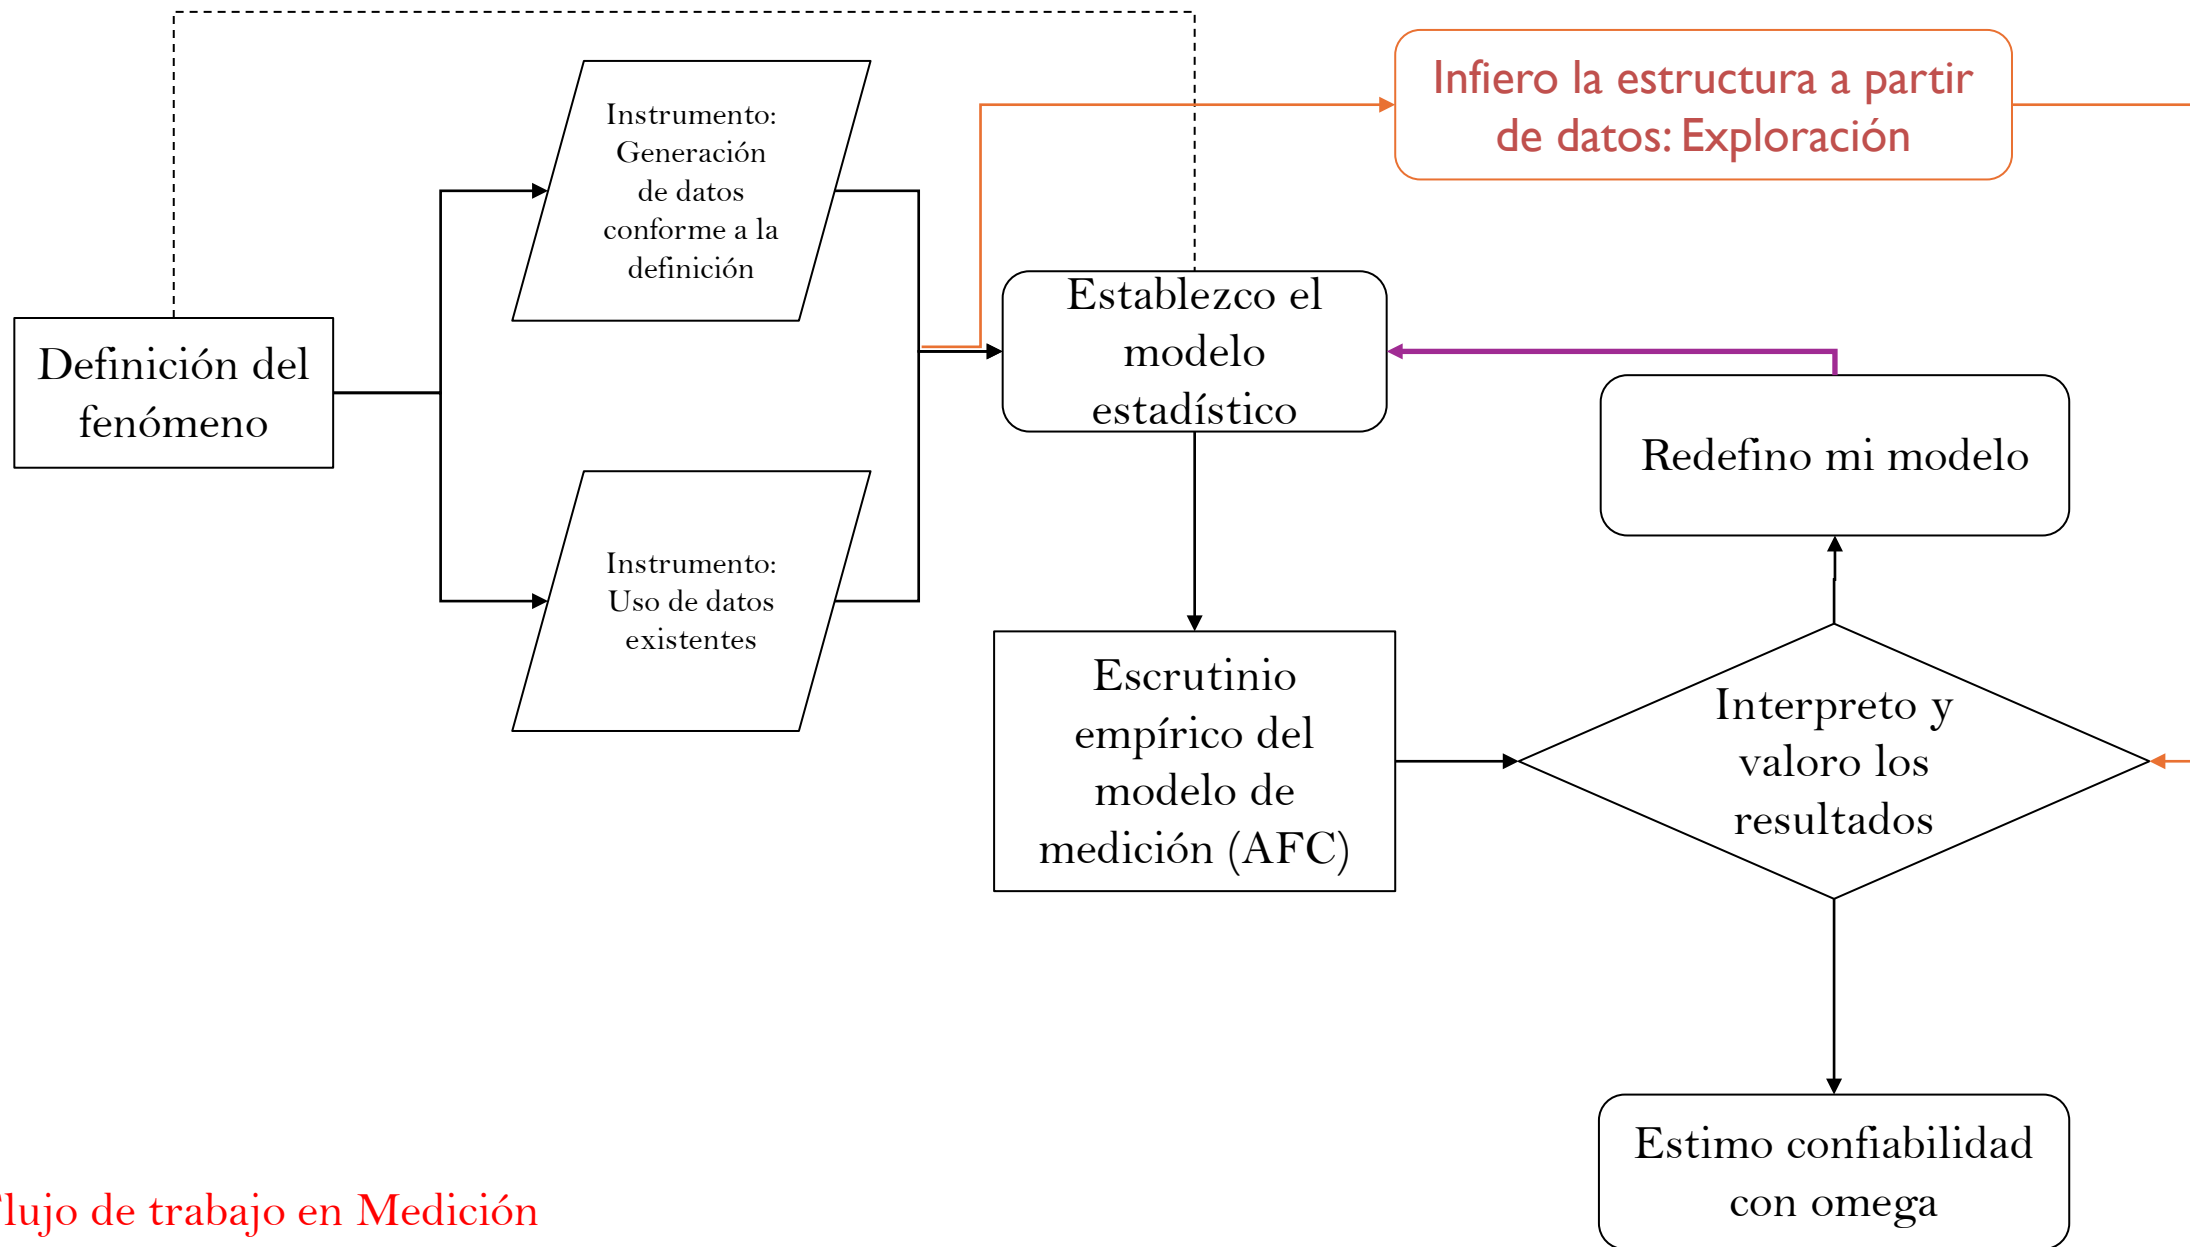 Infiero la estructura a partir
de datos: Exploración
Instrumento:
Generación
de datos
conforme a la
definición
Establezco el
modelo
estadístico
Definición del
fenómeno
Redefino mi modelo
Instrumento:
Uso de datos
existentes
Escrutinio
empírico del
modelo de
medición (AFC)
Interpreto y
valoro los
resultados
Estimo confiabilidad
con omega
lujo de trabajo en Medición